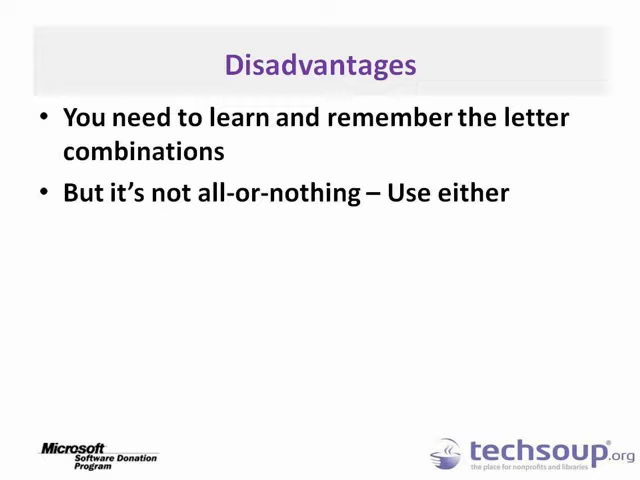 Disadvantages
• You need to learn and remember the letter
combinations
• But it's not all-or-nothing – Use either
Microsoft
Software Donation
Program
techsoup®.org
the place for nonprofits and libraries